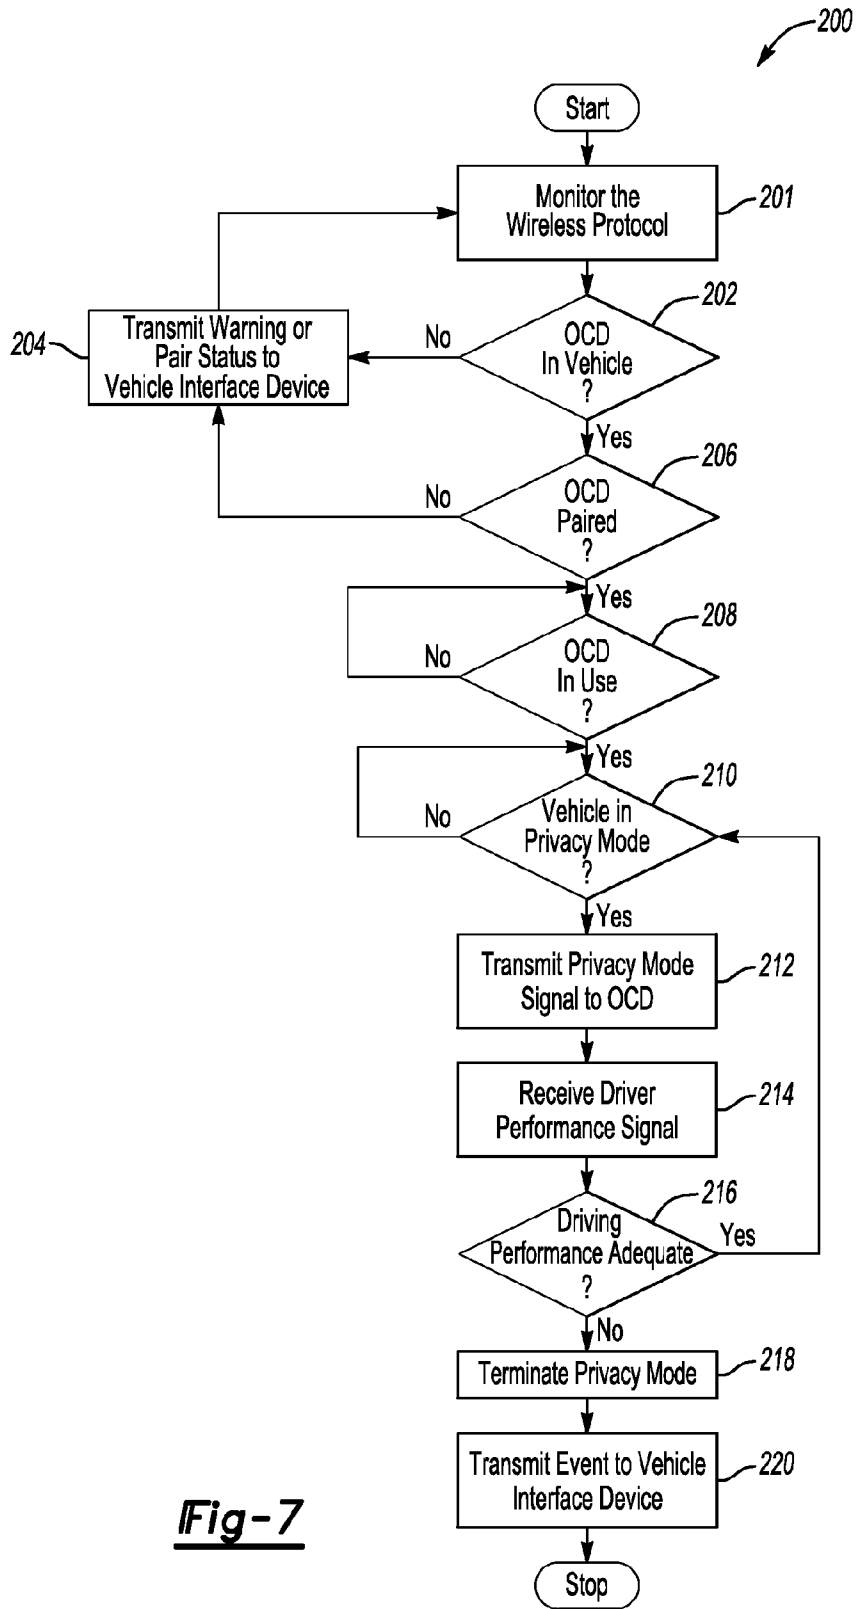 200
Start
Monitor the
Wireless Protocol
201
202
OCD
In Vehicle
?
No
Yes
204
Transmit Warning or
Pair Status to
Vehicle Interface Device
206
OCD
Paired
?
No
Yes
208
OCD
In Use
?
No
Yes
210
Vehicle in
Privacy Mode
?
No
Yes
Transmit Privacy Mode
Signal to OCD
212
Receive Driver
Performance Signal
214
216
Driving
Performance Adequate
?
Yes
No
Terminate Privacy Mode
218
Transmit Event to Vehicle
Interface Device
220
Stop
Fig-7